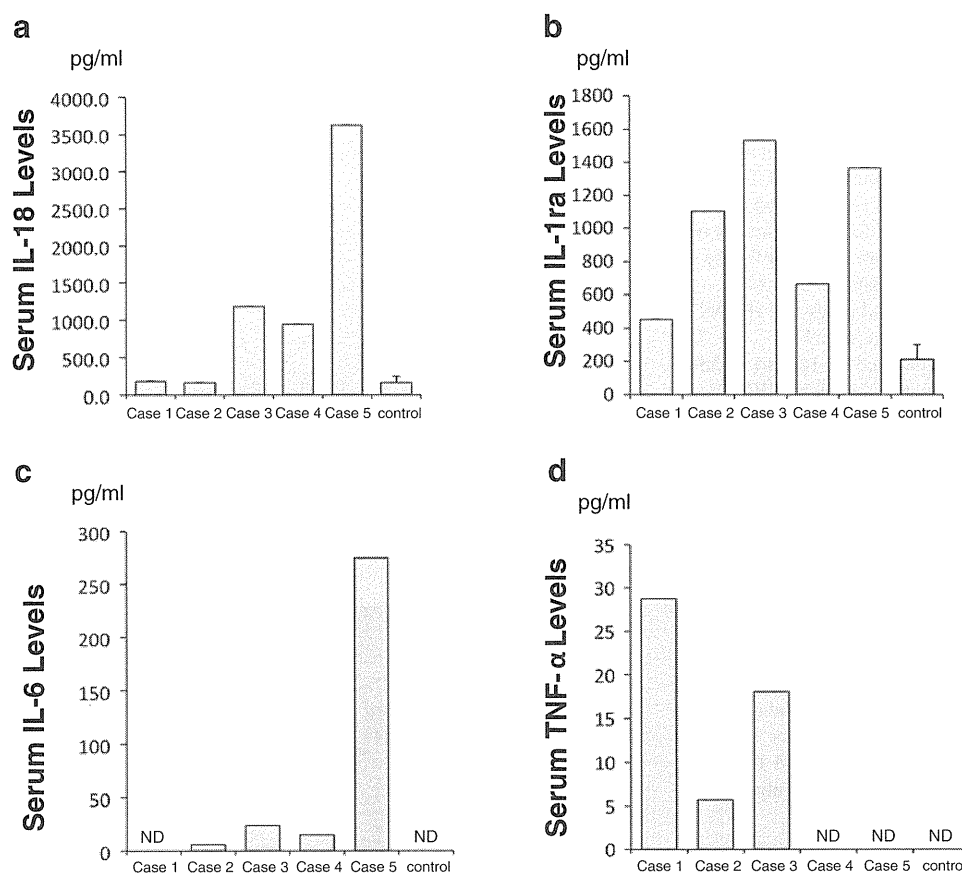 a
pg/ml
Serum IL-18 Levels
4000.0
3500.0
3000.0
2500.0
2000.0
1500.0
1000.0
500.0
0.0
Case 1 Case 2 Case 3 Case 4 Case 5 control
b
pg/ml
Serum IL-1ra Levels
1800
1600
1400
1200
1000
800
600
400
200
0
Case 1 Case 2 Case 3 Case 4 Case 5 control
c
pg/ml
Serum IL-6 Levels
300
250
200
150
100
50
0
ND ND
Case 1 Case 2 Case 3 Case 4 Case 5 control
d
pg/ml
Serum TNF-α Levels
35
30
25
20
15
10
5
0
ND ND ND
Case 1 Case 2 Case 3 Case 4 Case 5 control